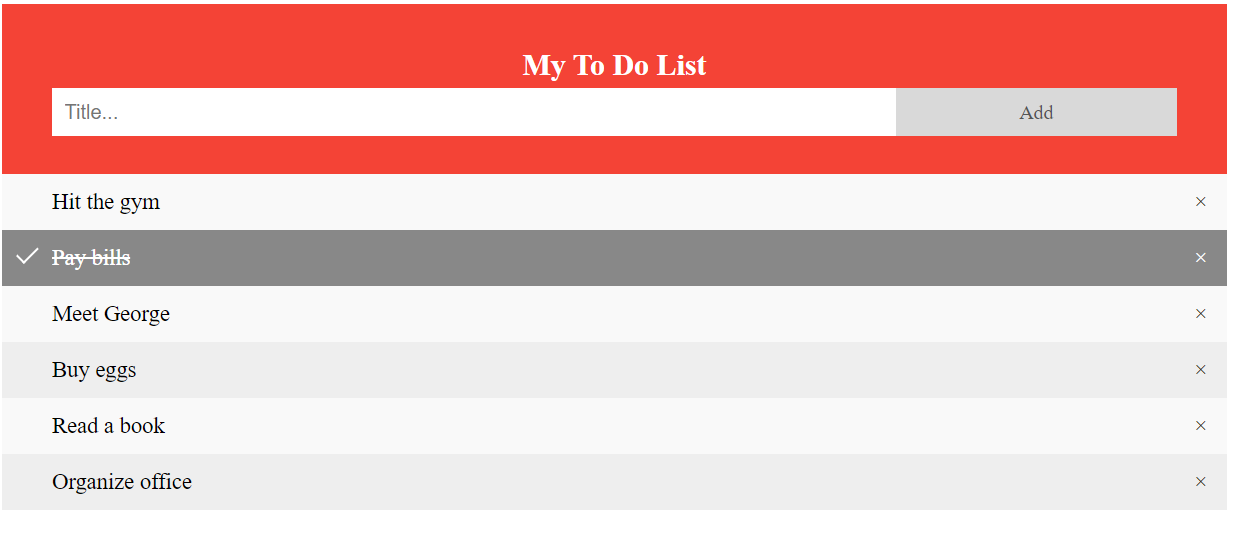 My To Do List
Title... Add
Hit the gym ×
Pay bills ×
Meet George ×
Buy eggs ×
Read a book ×
Organize office ×